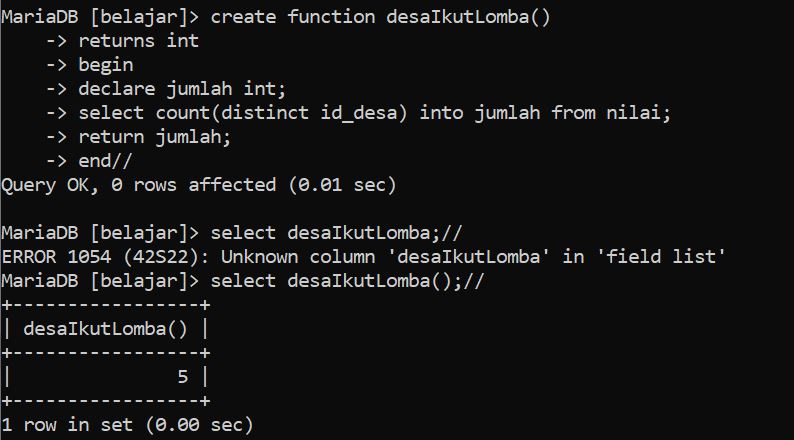 MariaDB [belajar]> create function desaIkutLomba()
    -> returns int
    -> begin
    -> declare jumlah int;
    -> select count(distinct id_desa) into jumlah from nilai;
    -> return jumlah;
    -> end//
Query OK, 0 rows affected (0.01 sec)

MariaDB [belajar]> select desaIkutLomba;//
ERROR 1054 (42S22): Unknown column 'desaIkutLomba' in 'field list'
MariaDB [belajar]> select desaIkutLomba();//
+-----------------+
| desaIkutLomba() |
+-----------------+
|               5 |
+-----------------+
1 row in set (0.00 sec)